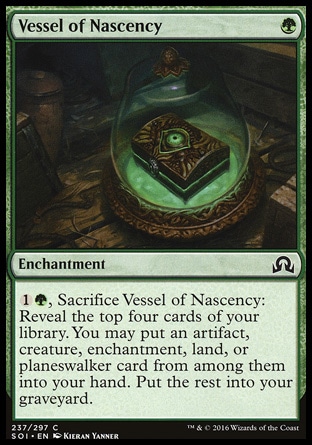 Vessel of Nascency
Enchantment
1, Sacrifice Vessel of Nascency:
Reveal the top four cards of your
library. You may put an artifact,
creature, enchantment, land, or
planeswalker card from among them
into your hand. Put the rest into your
graveyard.
237/297 C
SOI • EN KIERAN YANNER
™ & © 2016 Wizards of the Coast